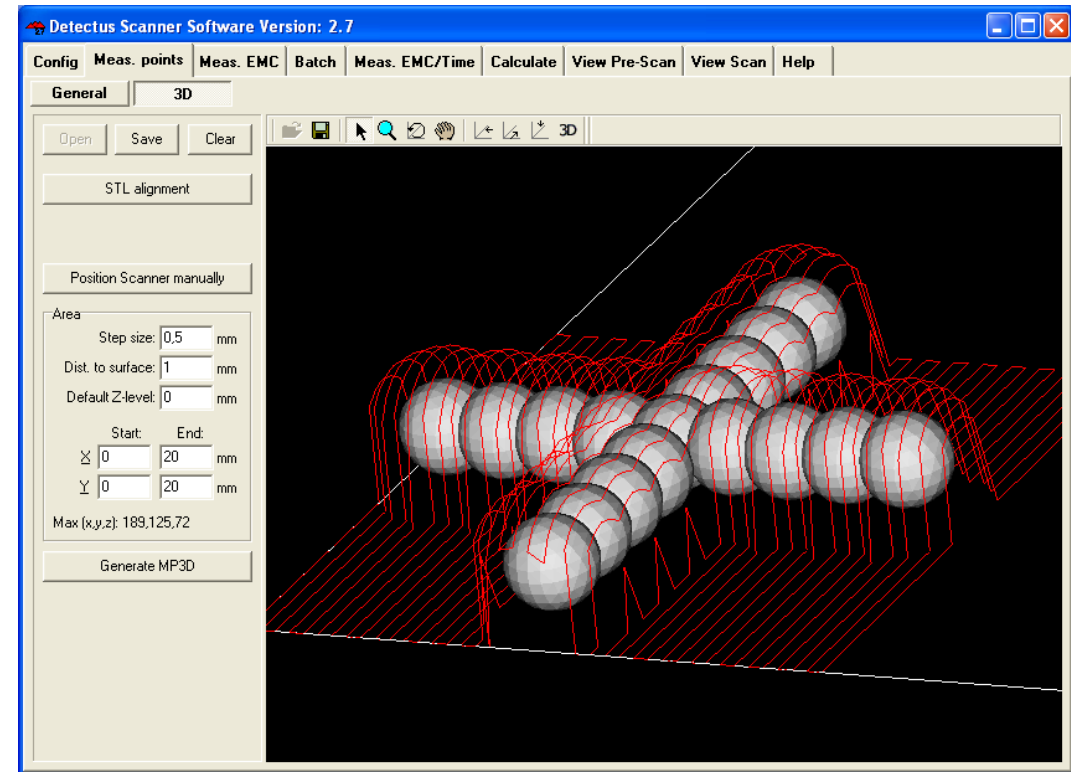 Detectus Scanner Software Version: 2.7
Config Meas. points Meas. EMC Batch Meas. EMC/Time Calculate View Pre-Scan View Scan Help
General 3D
Open Save Clear 3D
STL alignment
Position Scanner manually
Area
Step size: 0,5 mm
Dist. to surface: 1 mm
Default Z-level: 0 mm
Start: End:
X 0 20 mm
Y 0 20 mm
Max (x,y,z): 189,125,72
Generate MP3D